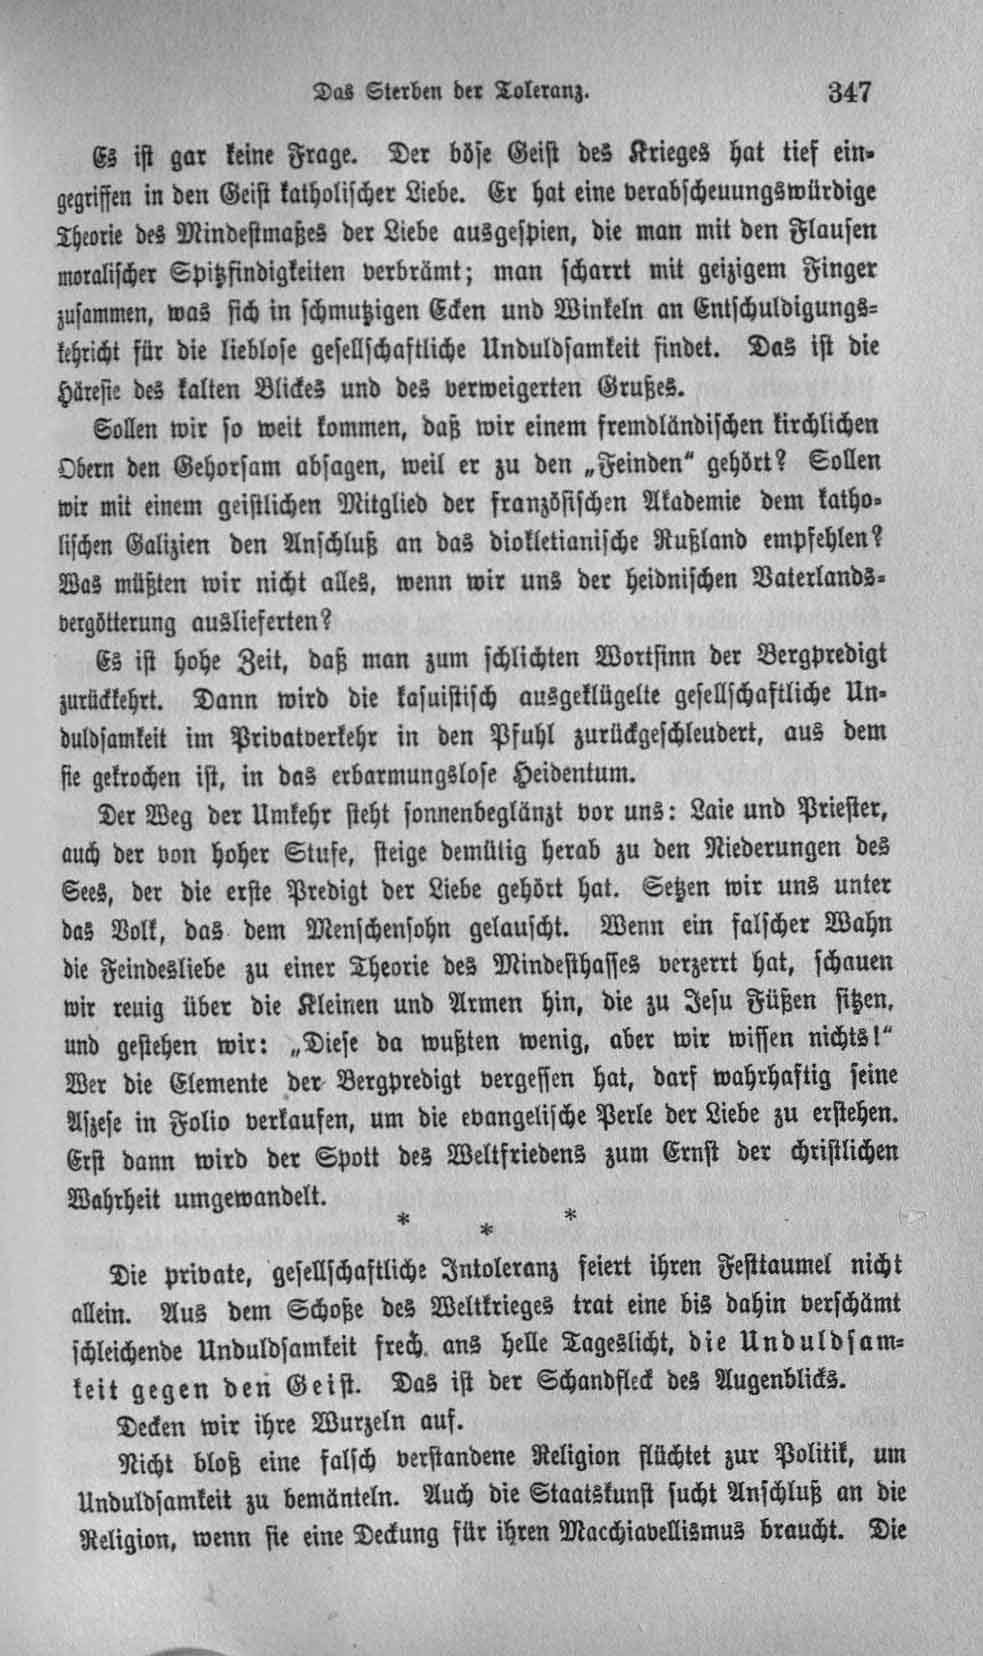 Das Sterben der Toleranz. 347
Es ist gar keine Frage. Der böse Geist des Krieges hat tief ein-
gegriffen in den Geist katholischer Liebe. Er hat eine verabscheuungswürdige
Theorie des Mindestmaßes der Liebe ausgespien, die man mit den Flausen
moralischer Spitzfindigkeiten verbrämt; man scharrt mit geizigem Finger
zusammen, was sich in schmutzigen Ecken und Winkeln an Entschuldigungs-
kehricht für die lieblose gesellschaftliche Unduldsamkeit findet. Das ist die
Häresie des kalten Blickes und des verweigerten Grußes.
Sollen wir so weit kommen, daß wir einem fremdländischen kirchlichen
Obern den Gehorsam absagen, weil er zu den „Feinden“ gehört? Sollen
wir mit einem geistlichen Mitglied der französischen Akademie dem katho-
lischen Galizien den Anschluß an das diokletianische Rußland empfehlen?
Was müßten wir nicht alles, wenn wir uns der heidnischen Vaterlands-
vergötterung auslieferten?
Es ist hohe Zeit, daß man zum schlichten Wortsinn der Bergpredigt
zurückkehrt. Dann wird die kasuistisch ausgeklügelte gesellschaftliche Un-
duldsamkeit im Privatverkehr in den Pfuhl zurückgeschleudert, aus dem
sie gekrochen ist, in das erbarmungslose Heidentum.
Der Weg der Umkehr steht sonnenbeglänzt vor uns: Laie und Priester,
auch der von hoher Stufe, steige demütig herab zu den Niederungen des
Sees, der die erste Predigt der Liebe gehört hat. Setzen wir uns unter
das Volk, das dem Menschensohn gelauscht. Wenn ein falscher Wahn
die Feindesliebe zu einer Theorie des Mindesthasses verzerrt hat, schauen
wir reuig über die Kleinen und Armen hin, die zu Jesu Füßen sitzen,
und gestehen wir: „Diese da wußten wenig, aber wir wissen nichts!“
Wer die Elemente der Bergpredigt vergessen hat, darf wahrhaftig seine
Aszese in Folio verkaufen, um die evangelische Perle der Liebe zu erstehen.
Erst dann wird der Spott des Weltfriedens zum Ernst der christlichen
Wahrheit umgewandelt.
* * *
Die private, gesellschaftliche Intoleranz feiert ihren Festtaumel nicht
allein. Aus dem Schoße des Weltkrieges trat eine bis dahin verschämt
schleichende Unduldsamkeit frech ans helle Tageslicht, die Unduldsam-
keit gegen den Geist. Das ist der Schandfleck des Augenblicks.
Decken wir ihre Wurzeln auf.
Nicht bloß eine falsch verstandene Religion flüchtet zur Politik, um
Unduldsamkeit zu bemänteln. Auch die Staatskunst sucht Anschluß an die
Religion, wenn sie eine Deckung für ihren Macchiavellismus braucht. Die